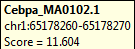 Cebpa_MA0102.1
chr1:65178260-65178270
Score = 11.604